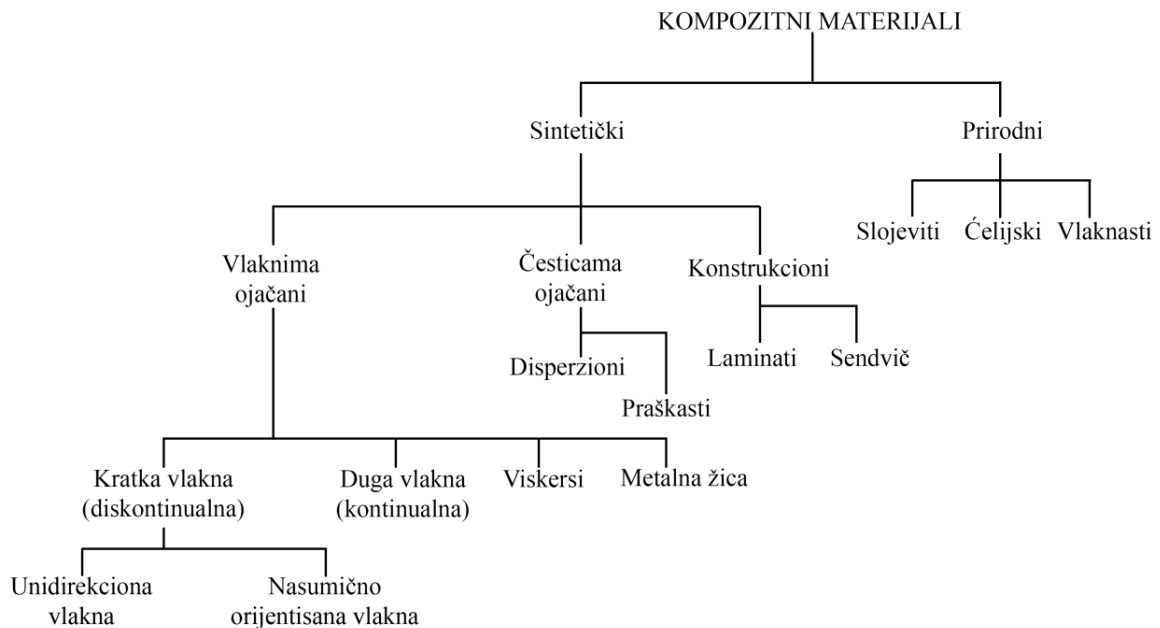 KOMPOZITNI MATERIJALI
Sintetički
Prirodni
Slojeviti
Ćelijski
Vlaknasti
Vlaknima
ojačani
Česticama
ojačani
Konstrukcioni
Disperzioni
Praškasti
Laminati
Sendvič
Kratka vlakna
(diskontinualna)
Duga vlakna
(kontinualna)
Viskersi
Metalna žica
Unidirekciona
vlakna
Nasumično
orijentisana vlakna